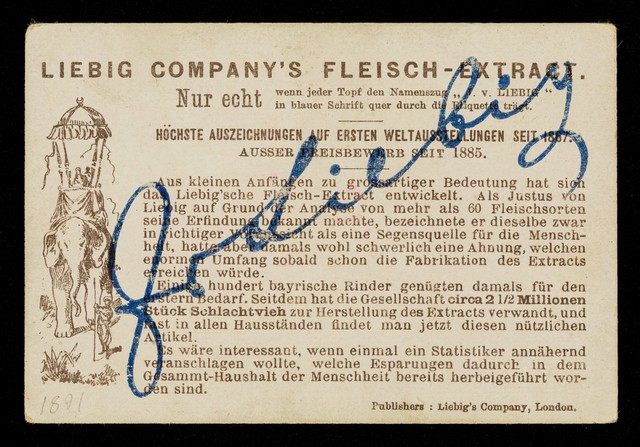 LIEBIG COMPANY'S FLEISCH-EXTRACT.
Nur echt wenn jeder Topf den Namenszug „J. v. LIEBIG“
in blauer Schrift quer durch die Etiquette trägt.
HÖCHSTE AUSZEICHNUNGEN AUF ERSTEN WELTAUSSTELLUNGEN SEIT 1867.
AUSSER PREISBEWERB SEIT 1885.
Aus kleinen Anfängen zu grossartiger Bedeutung hat sich
das Liebig'sche Fleisch-Extract entwickelt. Als Justus von
Liebig auf Grund der Analyse von mehr als 60 Fleischsorten
seine Erfindung bekannt machte, bezeichnete er dieselbe zwar
in richtiger Voraussicht als eine Segensquelle für die Mensch-
heit, hatte aber damals wohl schwerlich eine Ahnung, welchen
enormen Umfang sobald schon die Fabrikation des Extracts
erreichen würde.
Einige hundert bayrische Rinder genügten damals für den
erstern Bedarf. Seitdem hat die Gesellschaft circa 2 1/2 Millionen
Stück Schlachtvieh zur Herstellung des Extracts verwandt, und
fast in allen Hausständen findet man jetzt diesen nützlichen
Artikel.
Es wäre interessant, wenn einmal ein Statistiker annähernd
veranschlagen wollte, welche Esparungen dadurch in dem
Gesammt-Haushalt der Menschheit bereits herbeigeführt wor-
den sind.
Publishers : Liebig's Company, London.
1891